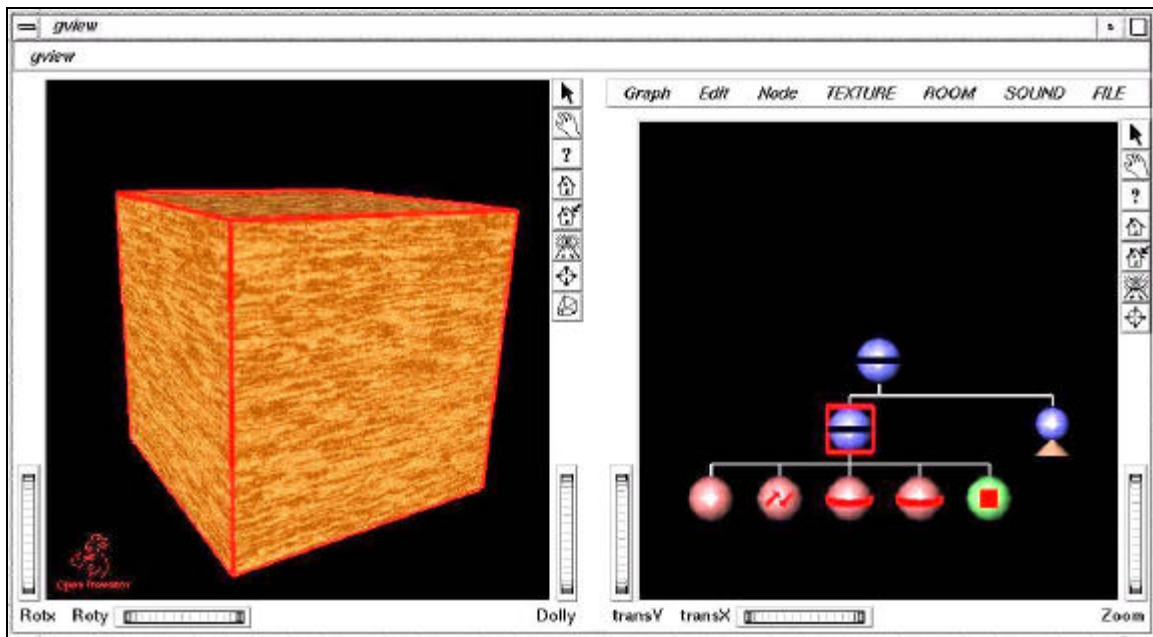 gview
gview
Graph Edit Node TEXTURE ROOM SOUND FILE
?
?
Open Inventor
Rotx Roty Dolly transY transX Zoom